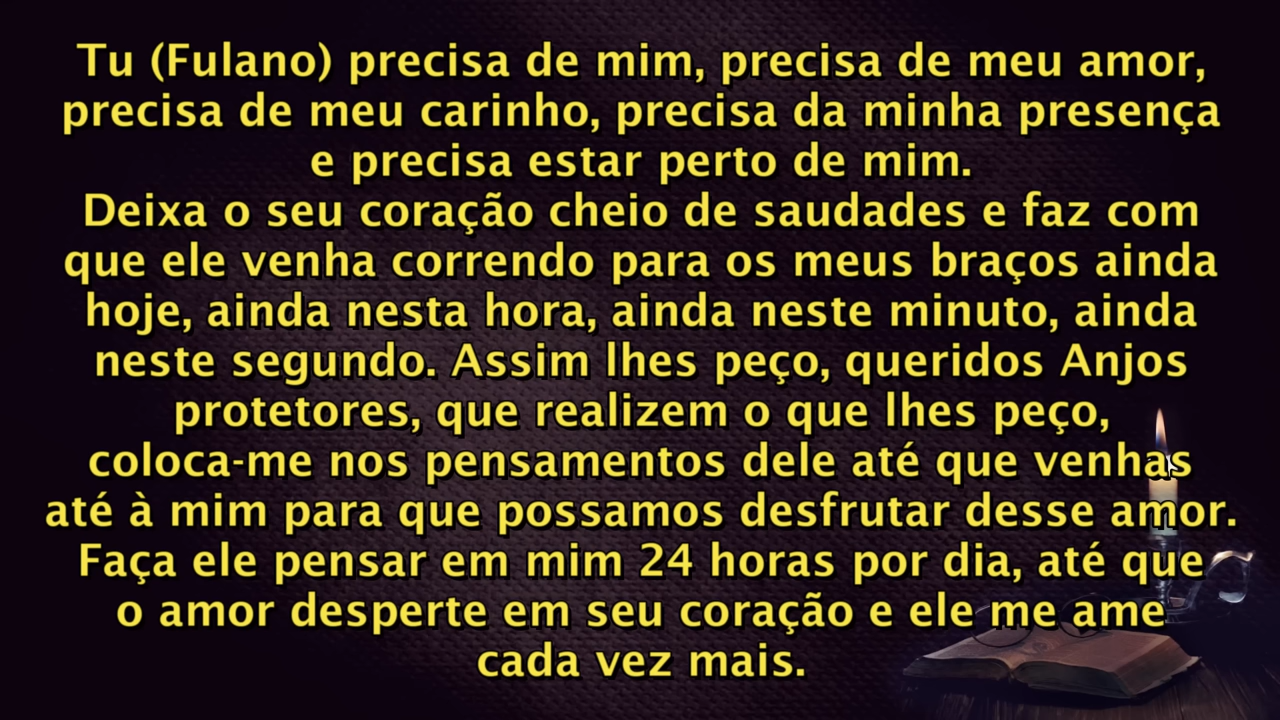 Tu (Fulano) precisa de mim, precisa de meu amor,
precisa de meu carinho, precisa da minha presença
e precisa estar perto de mim.
Deixa o seu coração cheio de saudades e faz com
que ele venha correndo para os meus braços ainda
hoje, ainda nesta hora, ainda neste minuto, ainda
neste segundo. Assim lhes peço, queridos Anjos
protetores, que realizem o que lhes peço,
coloca-me nos pensamentos dele até que venhas
até à mim para que possamos desfrutar desse amor.
Faça ele pensar em mim 24 horas por dia, até que
o amor desperte em seu coração e ele me ame
cada vez mais.